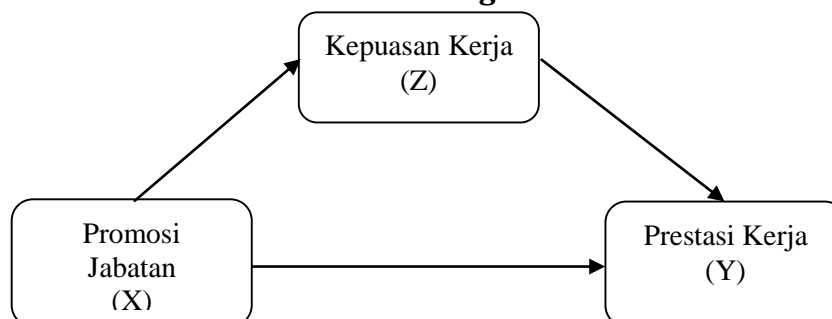 Kepuasan Kerja
(Z)
Promosi
Jabatan
(X)
Prestasi Kerja
(Y)